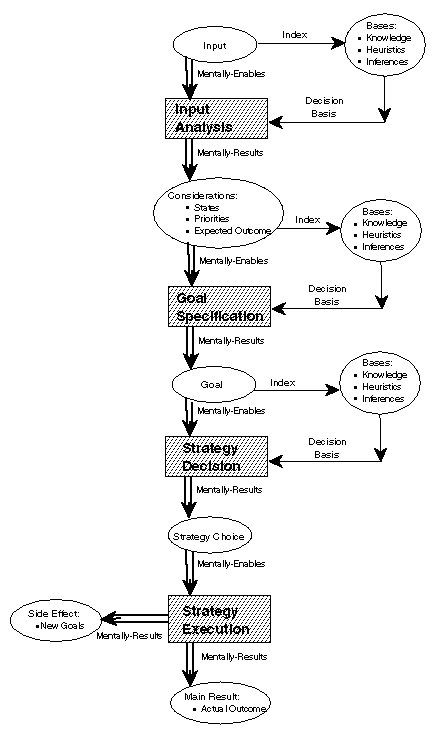 Input
Index
Bases:
▪ Knowledge
▪ Heuristics
▪ Inferences
Mentally-Enables
Decision
Basis
Input
Analysis
Mentally-Results
Considerations:
▪ States
▪ Priorities
▪ Expected Outcome
Index
Bases:
▪ Knowledge
▪ Heuristics
▪ Inferences
Mentally-Enables
Decision
Basis
Goal
Specification
Mentally-Results
Goal
Index
Bases:
▪ Knowledge
▪ Heuristics
▪ Inferences
Mentally-Enables
Decision
Basis
Strategy
Decision
Mentally-Results
Strategy Choice
Mentally-Enables
Strategy
Execution
Side Effect:
▪ New Goals
Mentally-Results
Mentally-Results
Main Result:
▪ Actual Outcome